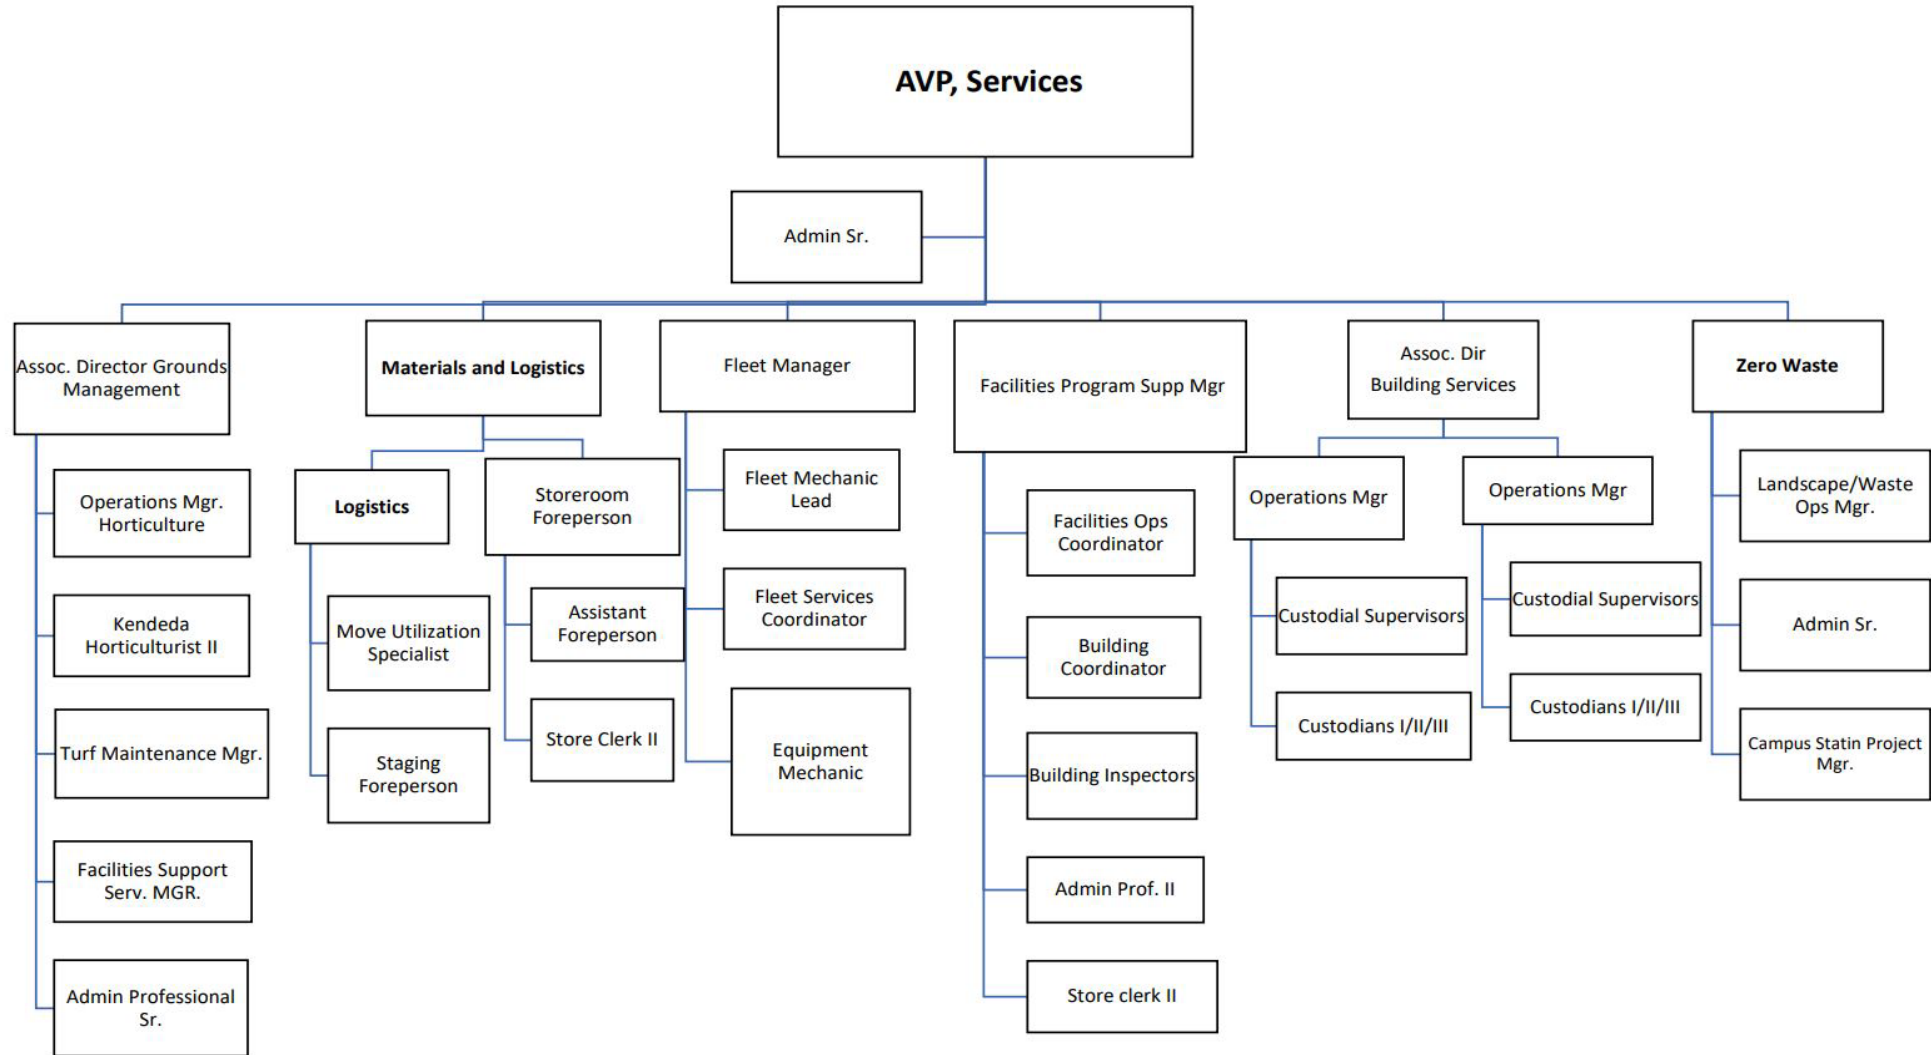 AVP, Services
Admin Sr.
Assoc. Director Grounds
Management
Operations Mgr.
Horticulture
Kendeda
Horticulturist II
Turf Maintenance Mgr.
Facilities Support
Serv. MGR.
Admin Professional
Sr.
Materials and Logistics
Logistics
Move Utilization
Specialist
Staging
Foreperson
Storeroom
Foreperson
Assistant
Foreperson
Store Clerk II
Fleet Manager
Fleet Mechanic
Lead
Fleet Services
Coordinator
Equipment
Mechanic
Facilities Program Supp Mgr
Facilities Ops
Coordinator
Building
Coordinator
Building Inspectors
Admin Prof. II
Store clerk II
Assoc. Dir
Building Services
Operations Mgr
Custodial Supervisors
Custodians I/II/III
Operations Mgr
Custodial Supervisors
Custodians I/II/III
Zero Waste
Landscape/Waste
Ops Mgr.
Admin Sr.
Campus Statin Project
Mgr.